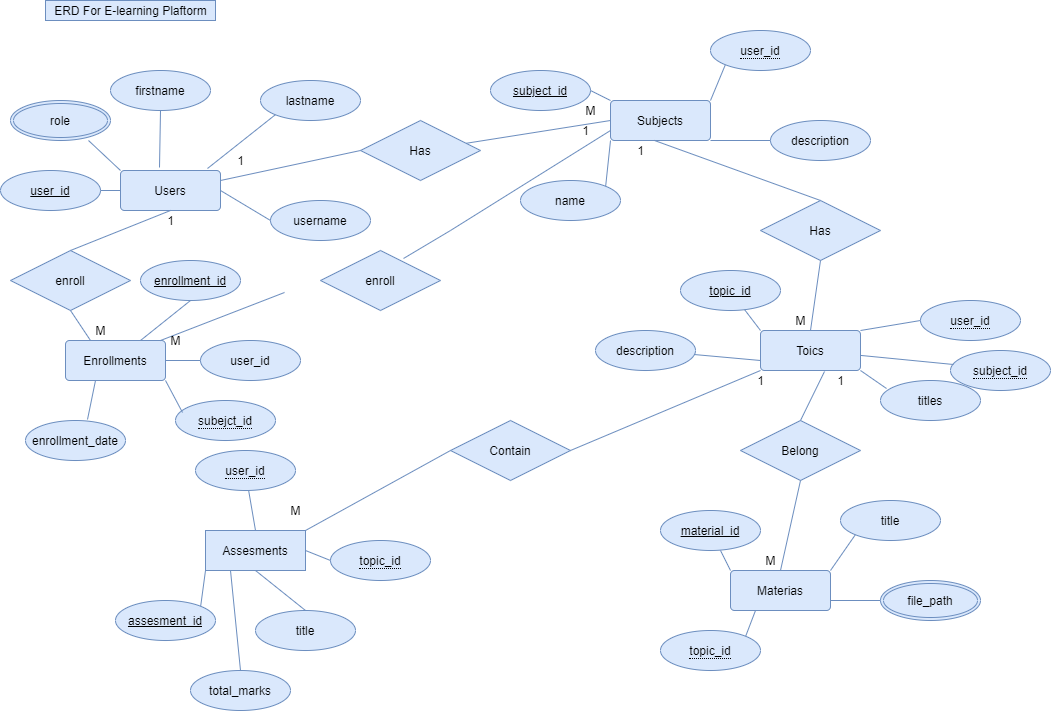 ERD For E-learning Plaftorm
user_id
firstname
lastname
subject_id
role
M
Subjects
1
description
1
Has
1
user_id
Users
name
username
1
Has
enroll
enrollment_id
enroll
topic_id
M
M
user_id
M
Enrollments
user_id
description
Toics
subject_id
1
1
titles
subejct_id
enrollment_date
Contain
Belong
user_id
M
material_id
title
Assesments
topic_id
M
Materias
file_path
assesment_id
title
topic_id
total_marks